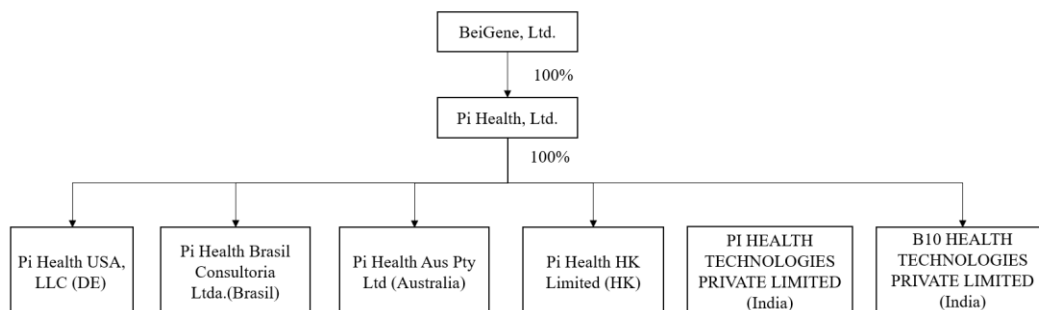 BeiGene, Ltd.
100%
Pi Health, Ltd.
100%
Pi Health USA,
LLC (DE)
Pi Health Brasil
Consultoria
Ltda.(Brasil)
Pi Health Aus Pty
Ltd (Australia)
Pi Health HK
Limited (HK)
PI HEALTH
TECHNOLOGIES
PRIVATE LIMITED
(India)
B10 HEALTH
TECHNOLOGIES
PRIVATE LIMITED
(India)